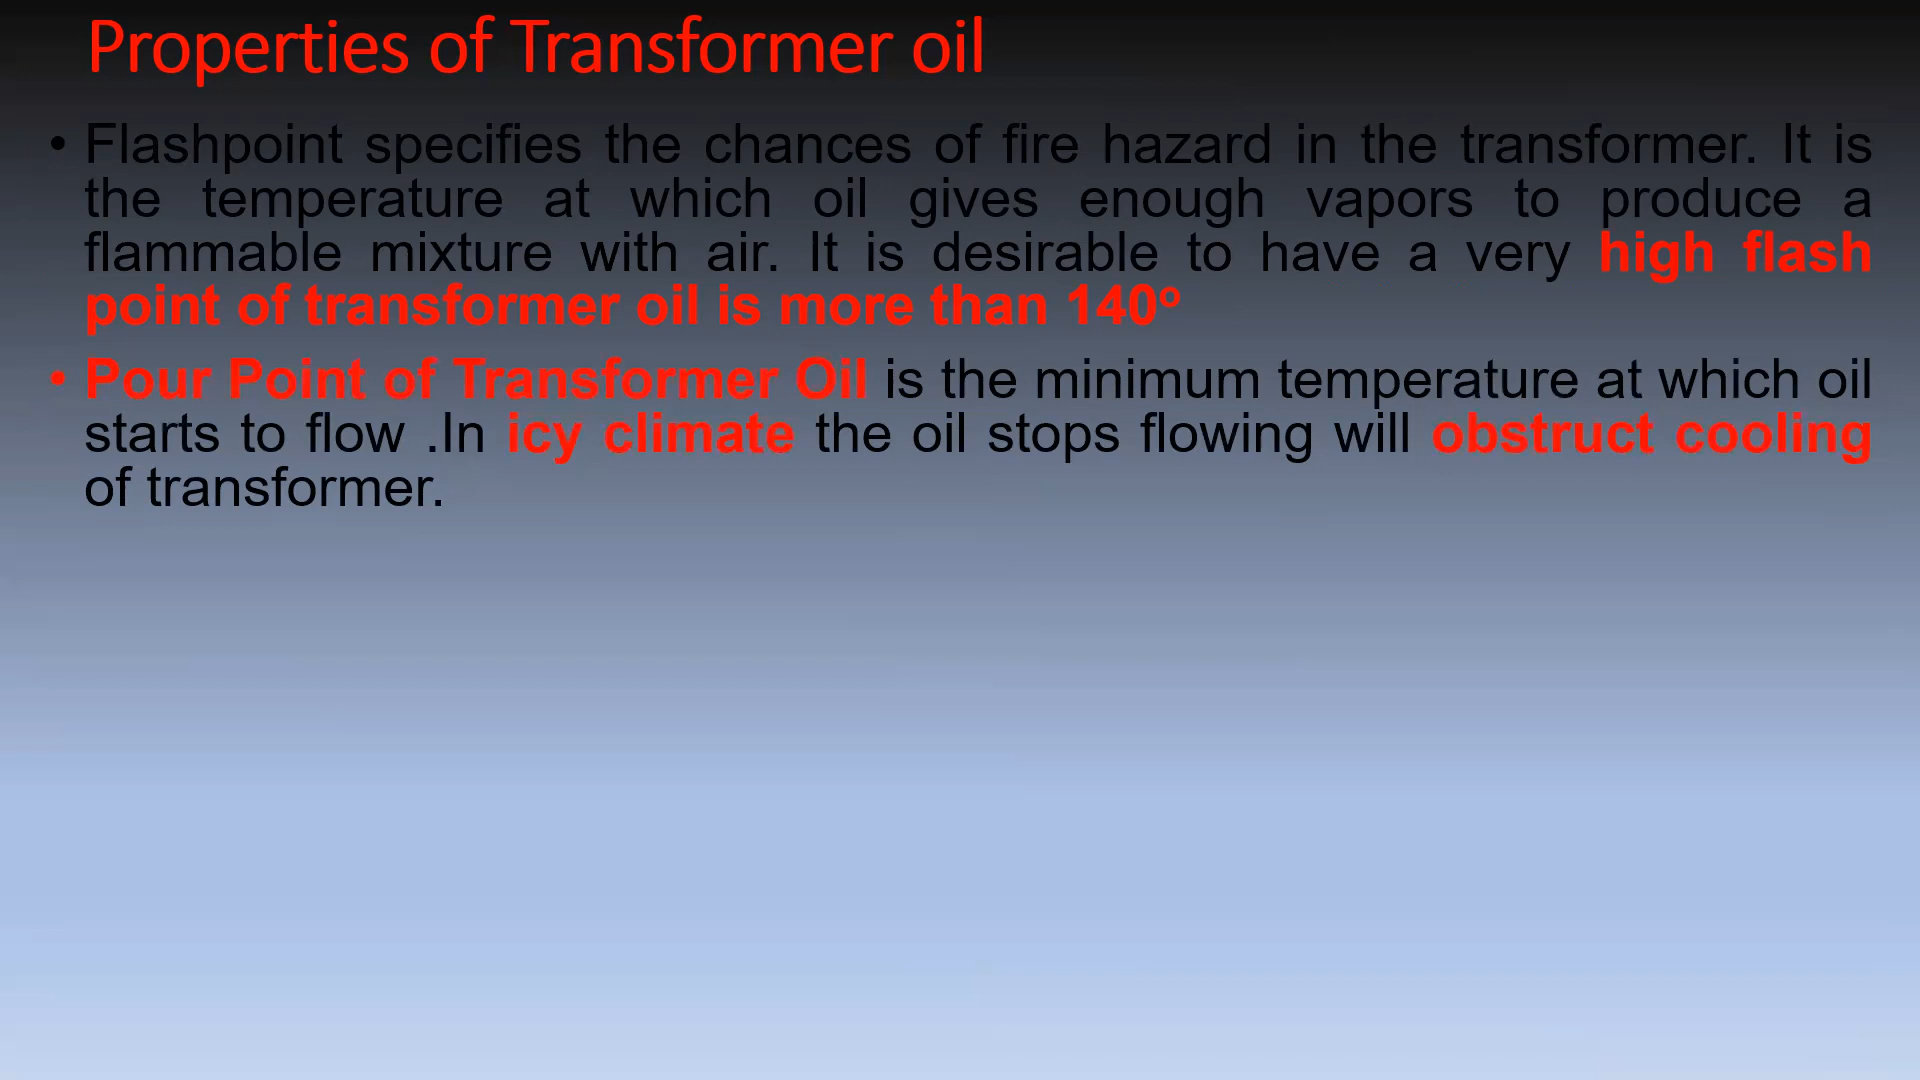 Properties of Transformer oil
• Flashpoint specifies the chances of fire hazard in the transformer. It is
the temperature at which oil gives enough vapors to produce a
flammable mixture with air. It is desirable to have a very high flash
point of transformer oil is more than 140º
• Pour Point of Transformer Oil is the minimum temperature at which oil
starts to flow .In icy climate the oil stops flowing will obstruct cooling
of transformer.